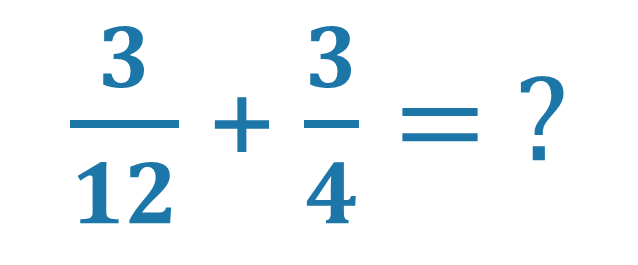 3/12 + 3/4 = ?